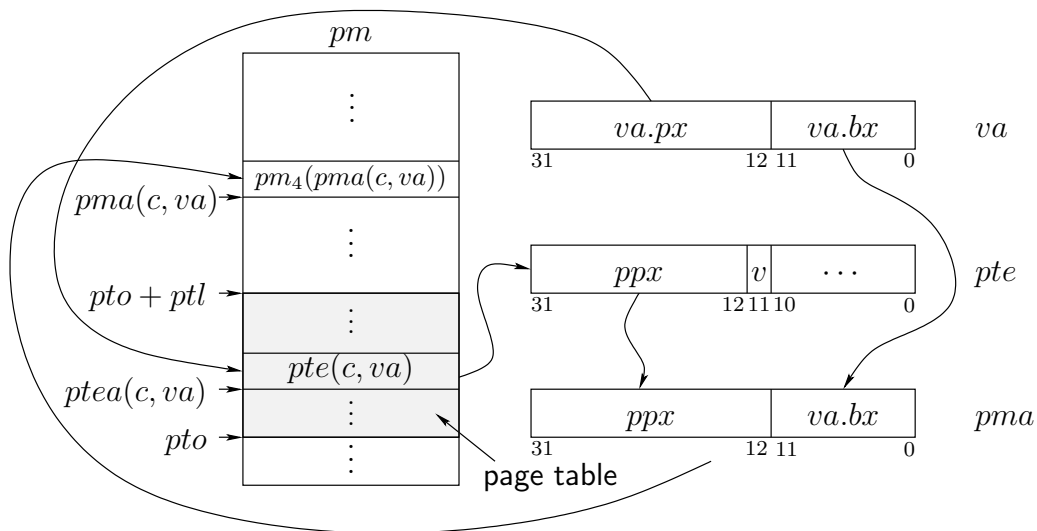 pm
⋮
va.px va.bx va
31 12 11 0
pm₄(pma(c, va))
pma(c, va)
⋮
ppx v ⋯ pte
31 12 11 10 0
pto + ptl
⋮
pte(c, va)
ptea(c, va)
⋮
ppx va.bx pma
31 12 11 0
pto
⋮
page table